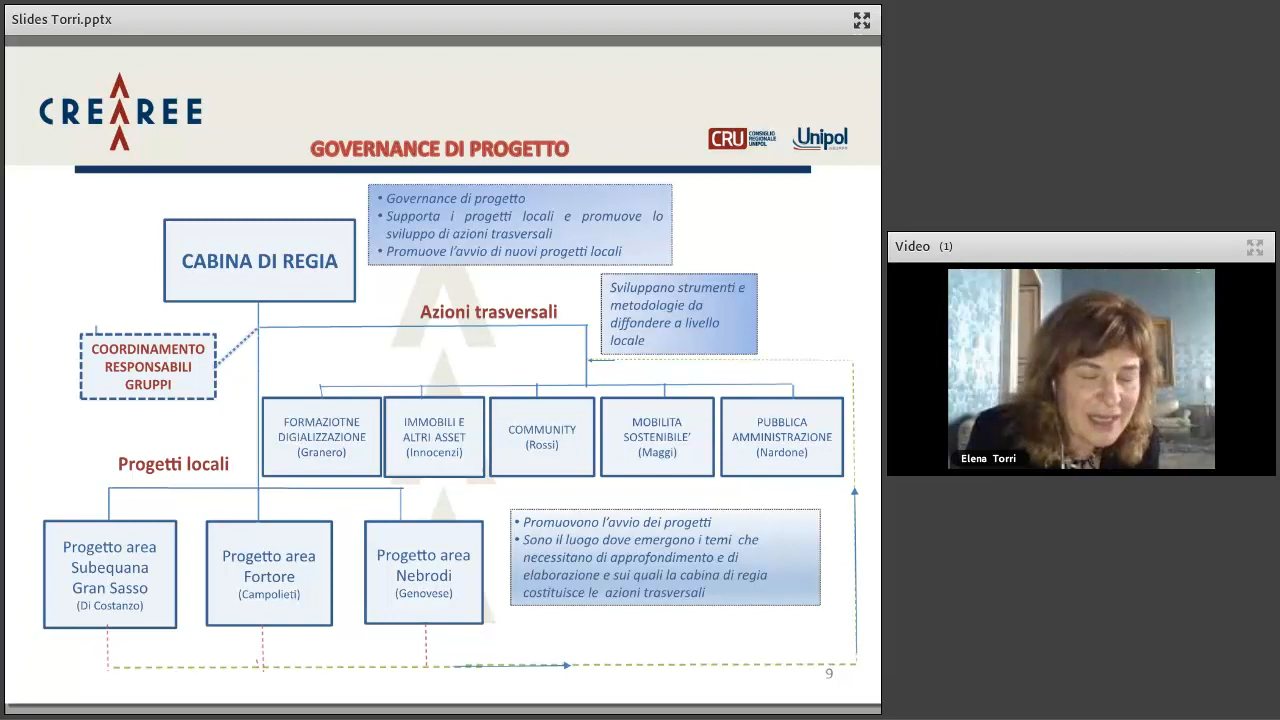 Slides Torri.pptx
CREAREE
GOVERNANCE DI PROGETTO
CRU CONSIGLIO
REGIONALE
UNIPOL
Unipol
• Governance di progetto
• Supporta i progetti locali e promuove lo
sviluppo di azioni trasversali
• Promuove l'avvio di nuovi progetti locali
CABINA DI REGIA
Sviluppano strumenti e
metodologie da
diffondere a livello
locale
Azioni trasversali
COORDINAMENTO
RESPONSABILI
GRUPPI
FORMAZIOTNE
DIGIALIZZAZIONE
(Granero)
IMMOBILI E
ALTRI ASSET
(Innocenzi)
COMMUNITY
(Rossi)
MOBILITA
SOSTENIBILE'
(Maggi)
PUBBLICA
AMMINISTRAZIONE
(Nardone)
Progetti locali
Progetto area
Subequana
Gran Sasso
(Di Costanzo)
Progetto area
Fortore
(Campolieti)
Progetto area
Nebrodi
(Genovese)
• Promuovono l'avvio dei progetti
• Sono il luogo dove emergono i temi che
necessitano di approfondimento e di
elaborazione e sui quali la cabina di regia
costituisce le azioni trasversali
9
Video (1)
Elena Torri